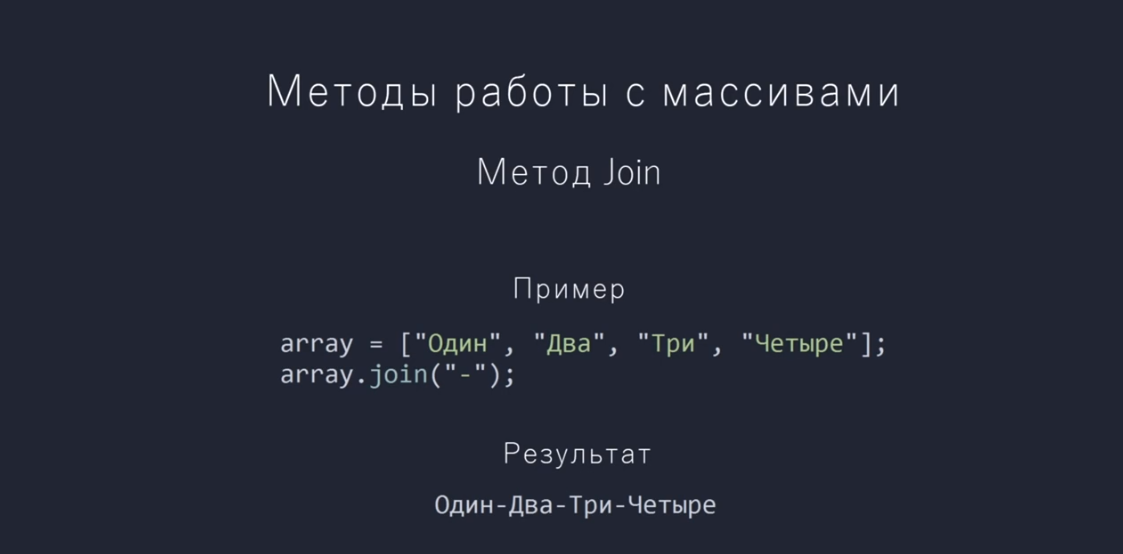 Методы работы с массивами
Метод Join
Пример
array = ["Один", "Два", "Три", "Четыре"];
array.join("-");
Результат
Один-Два-Три-Четыре